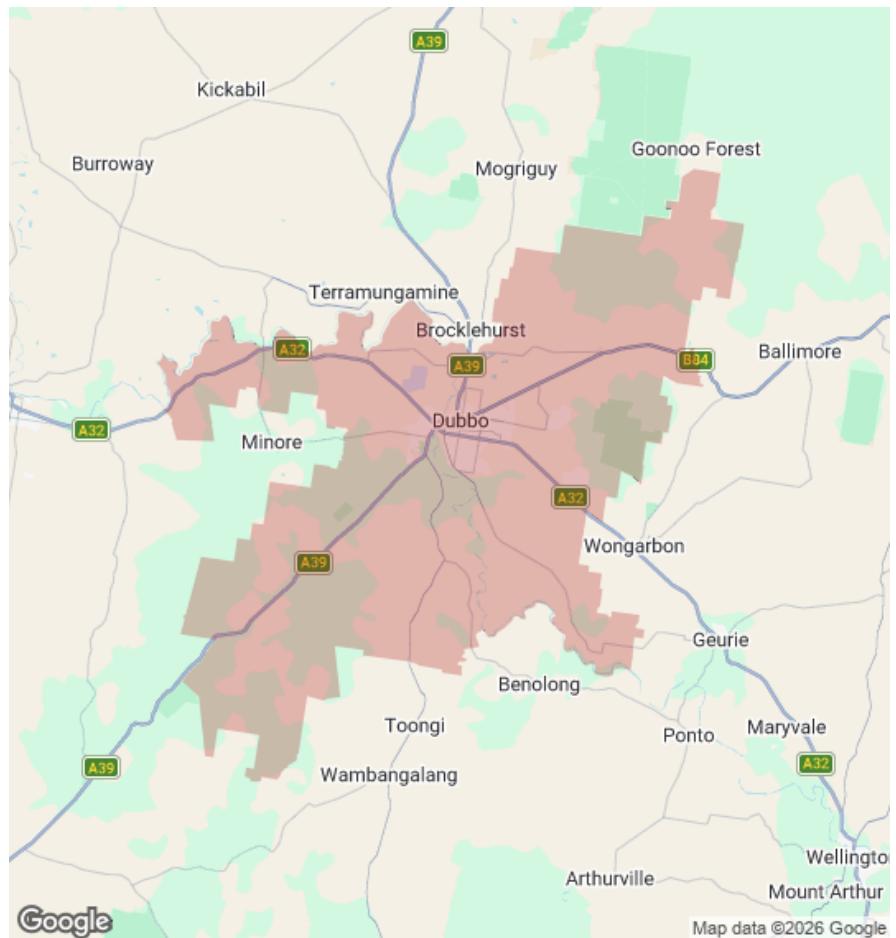 A39
Kickabil
Goonoo Forest
Burroway
Mogriguy
Terramungamine
Brocklehurst
A32
Ballimore
A39
B84
Dubbo
A32
Minore
A32
Wongarbon
A39
Geurie
Benolong
Toongi
Maryvale
Ponto
A39
Wambangalang
A32
Wellington
Arthurville
Mount Arthur
Google
Map data ©2026 Google